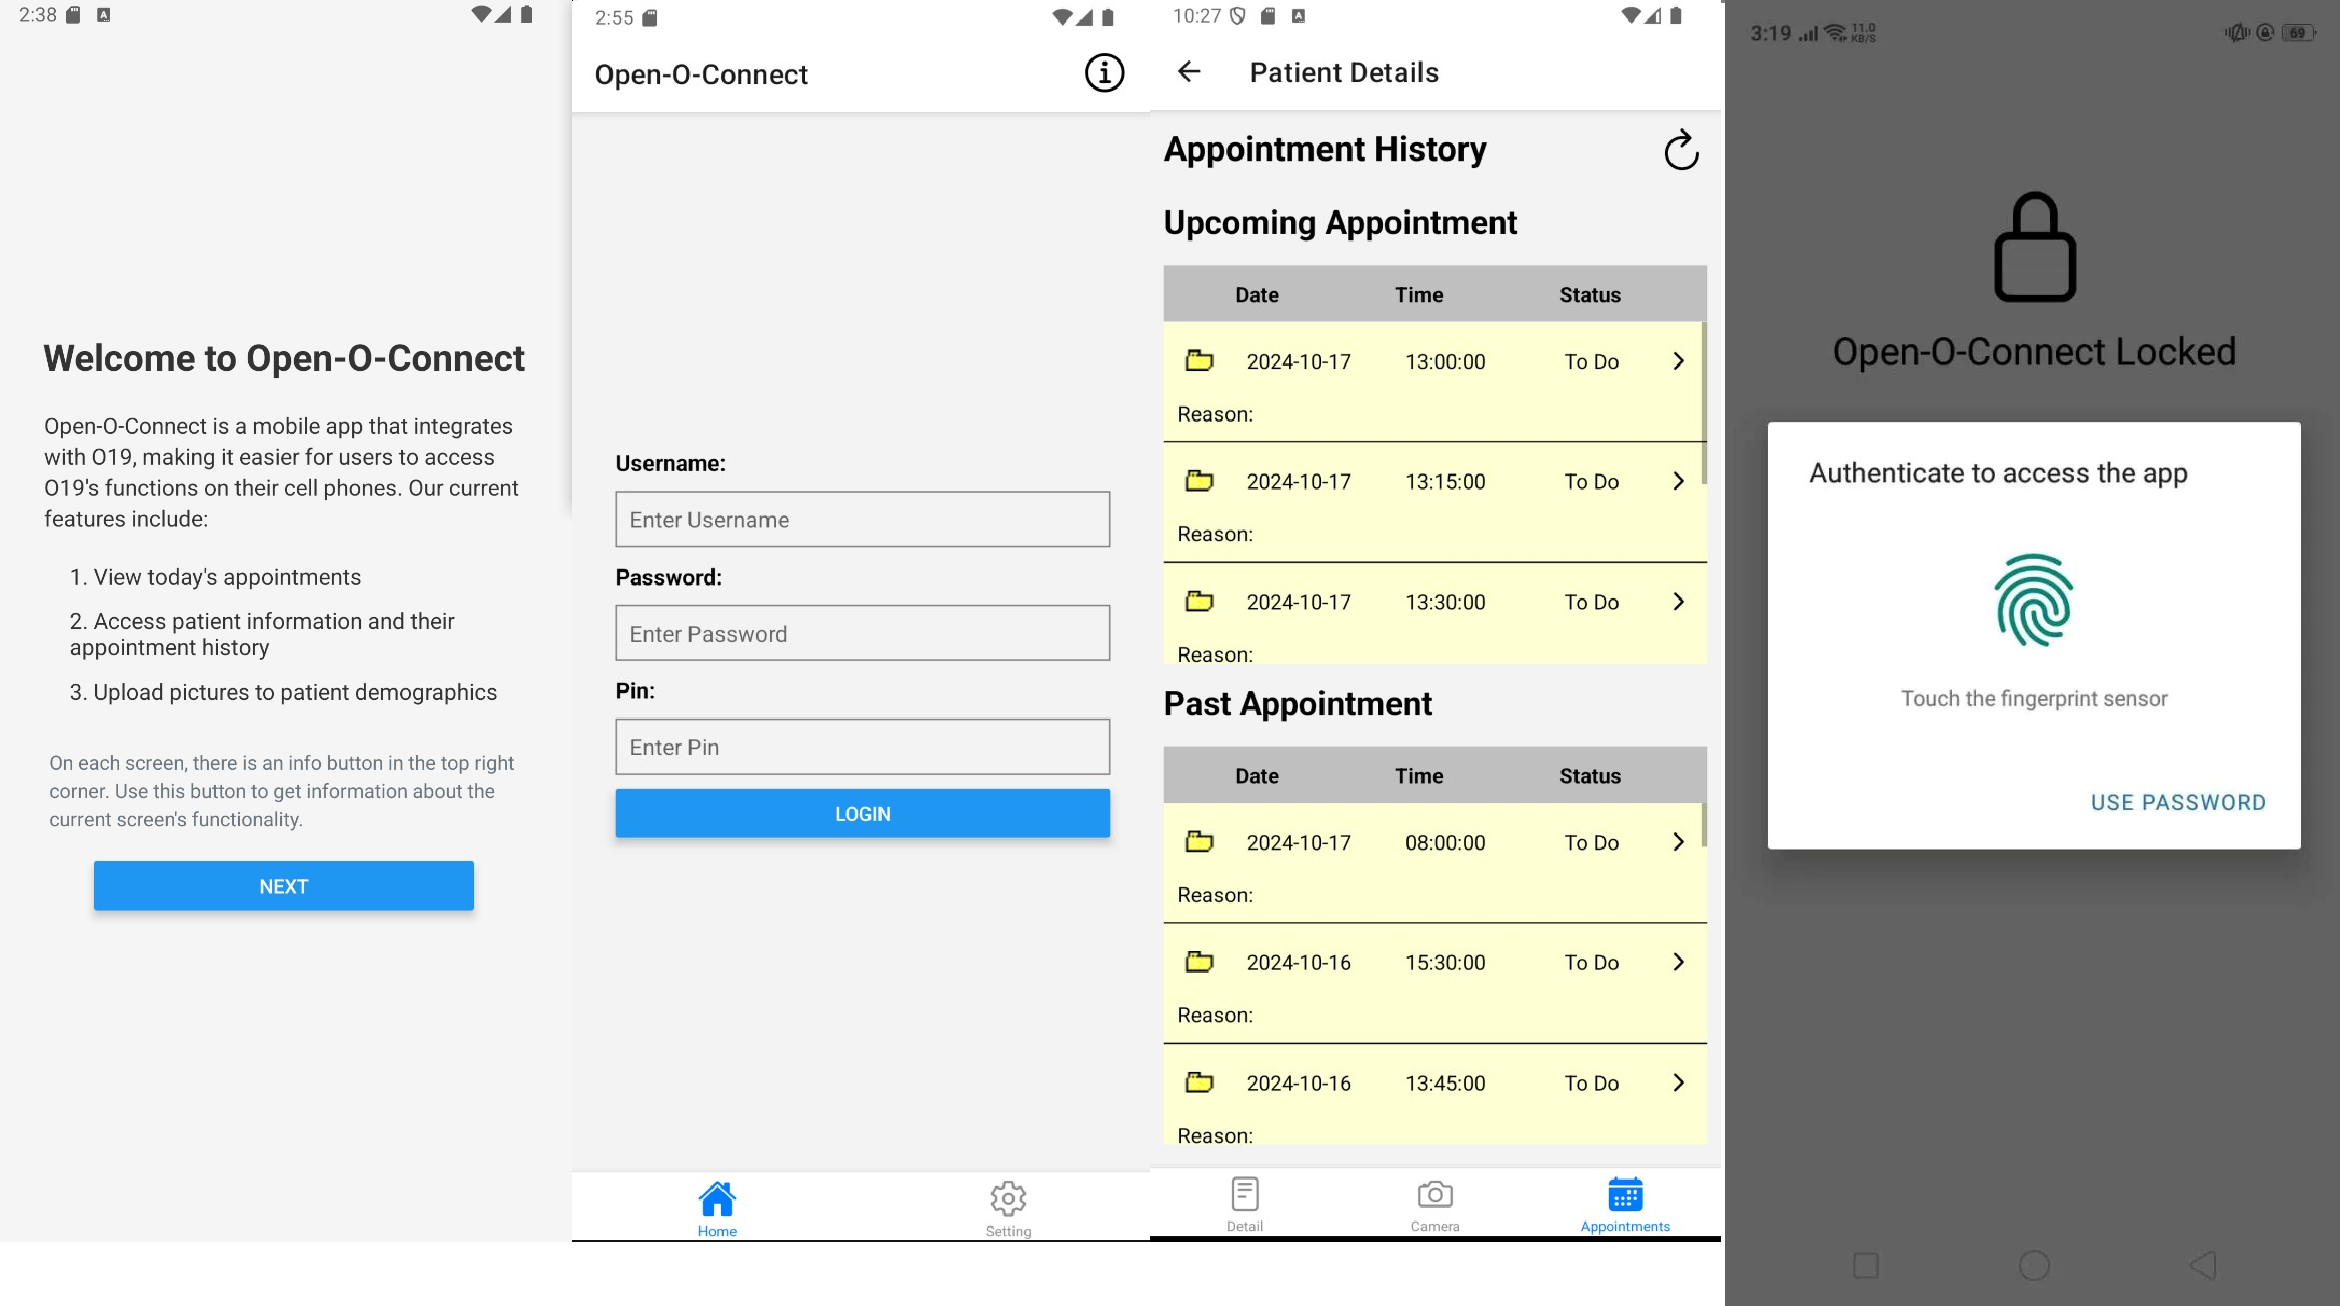 2:38
Welcome to Open-O-Connect
Open-O-Connect is a mobile app that integrates
with O19, making it easier for users to access
O19's functions on their cell phones. Our current
features include:
1. View today's appointments
2. Access patient information and their
appointment history
3. Upload pictures to patient demographics
On each screen, there is an info button in the top right
corner. Use this button to get information about the
current screen's functionality.
NEXT
2:55
Open-O-Connect
Username:
Enter Username
Password:
Enter Password
Pin:
Enter Pin
LOGIN
Home
Setting
10:27
Patient Details
Appointment History
Upcoming Appointment
Date Time Status
2024-10-17 13:00:00 To Do
Reason:
2024-10-17 13:15:00 To Do
Reason:
2024-10-17 13:30:00 To Do
Reason:
Past Appointment
Date Time Status
2024-10-17 08:00:00 To Do
Reason:
2024-10-16 15:30:00 To Do
Reason:
2024-10-16 13:45:00 To Do
Reason:
Detail
Camera
Appointments
3:19 11.0 KB/S 69
Open-O-Connect Locked
Authenticate to access the app
Touch the fingerprint sensor
USE PASSWORD